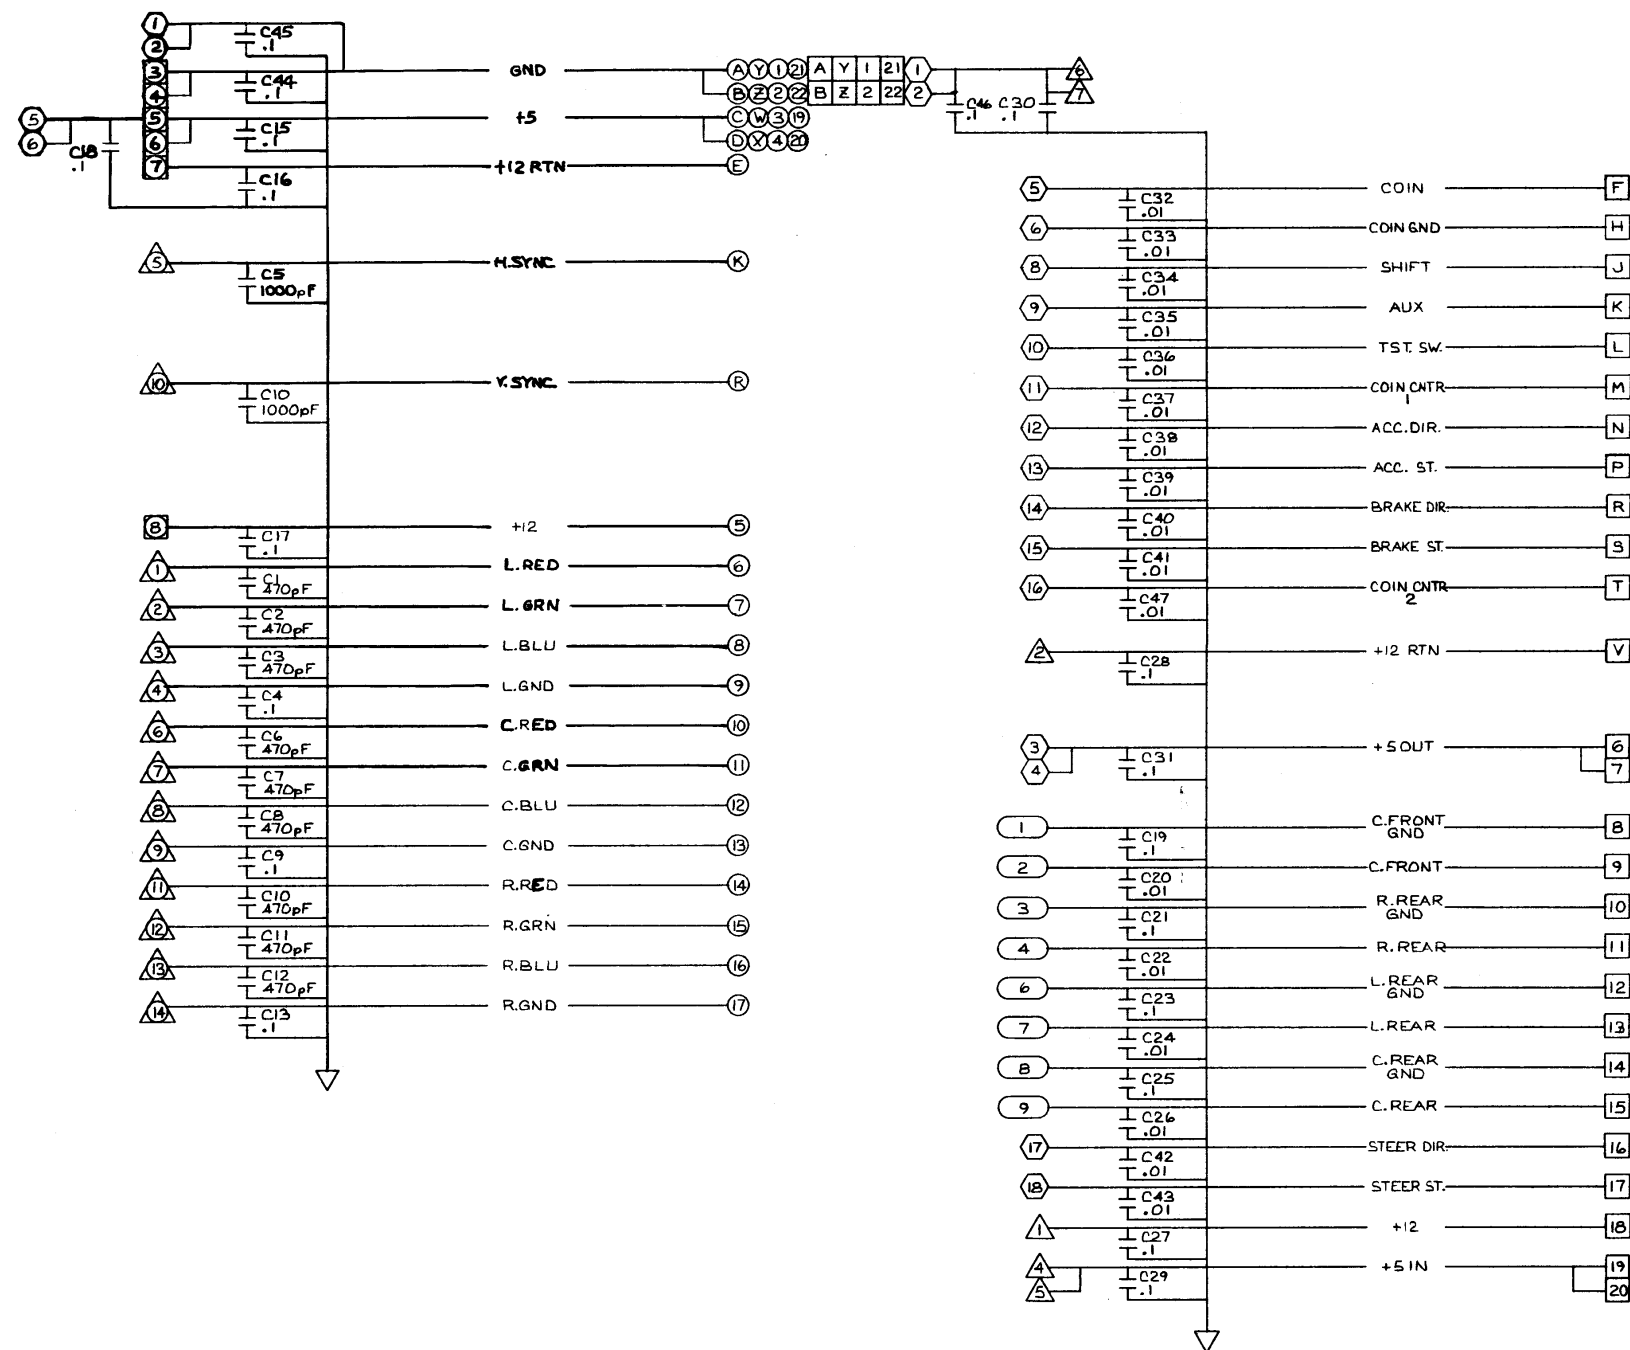 1 C45
2 .1
3 GND A Y 1 21 A Y 1 21 1 6
4 C44 .1 B Z 2 22 B Z 2 22 2 7
C46 .1 C30 .1
5 5 +5 C W 3 19
6 6 C15 .1 D X 4 20
C18 .1
7 +12 RTN E
C16 .1
5 H.SYNC K
C5
1000pF
10 V.SYNC R
C10
1000pF
8 +12 5
C17
.1
1 L.RED 6
C1
470pF
2 L.GRN 7
C2
470pF
3 L.BLU 8
C3
470pF
4 L.GND 9
C4
.1
6 C.RED 10
C6
470pF
7 C.GRN 11
C7
470pF
8 C.BLU 12
C8
470pF
9 C.GND 13
C9
.1
11 R.RED 14
C10
470pF
12 R.GRN 15
C11
470pF
13 R.BLU 16
C12
470pF
14 R.GND 17
C13
.1
5 COIN F
C32
.01
6 COIN GND H
C33
.01
8 SHIFT J
C34
.01
9 AUX K
C35
.01
10 TST. SW. L
C36
.01
11 COIN CNTR 1 M
C37
.01
12 ACC.DIR. N
C38
.01
13 ACC. ST. P
C39
.01
14 BRAKE DIR. R
C40
.01
15 BRAKE ST. S
C41
.01
16 COIN CNTR 2 T
C47
.01
2 +12 RTN V
C28
.1
3 +5 OUT 6
4 C31 7
.1
1 C.FRONT GND 8
C19
.1
2 C.FRONT 9
C20
.01
3 R.REAR GND 10
C21
.1
4 R.REAR 11
C22
.01
6 L.REAR GND 12
C23
.1
7 L.REAR 13
C24
.01
8 C.REAR GND 14
C25
.1
9 C.REAR 15
C26
.01
17 STEER DIR. 16
C42
.01
18 STEER ST. 17
C43
.01
1 +12 18
C27
.1
4 +5 IN 19
5 C29 20
.1